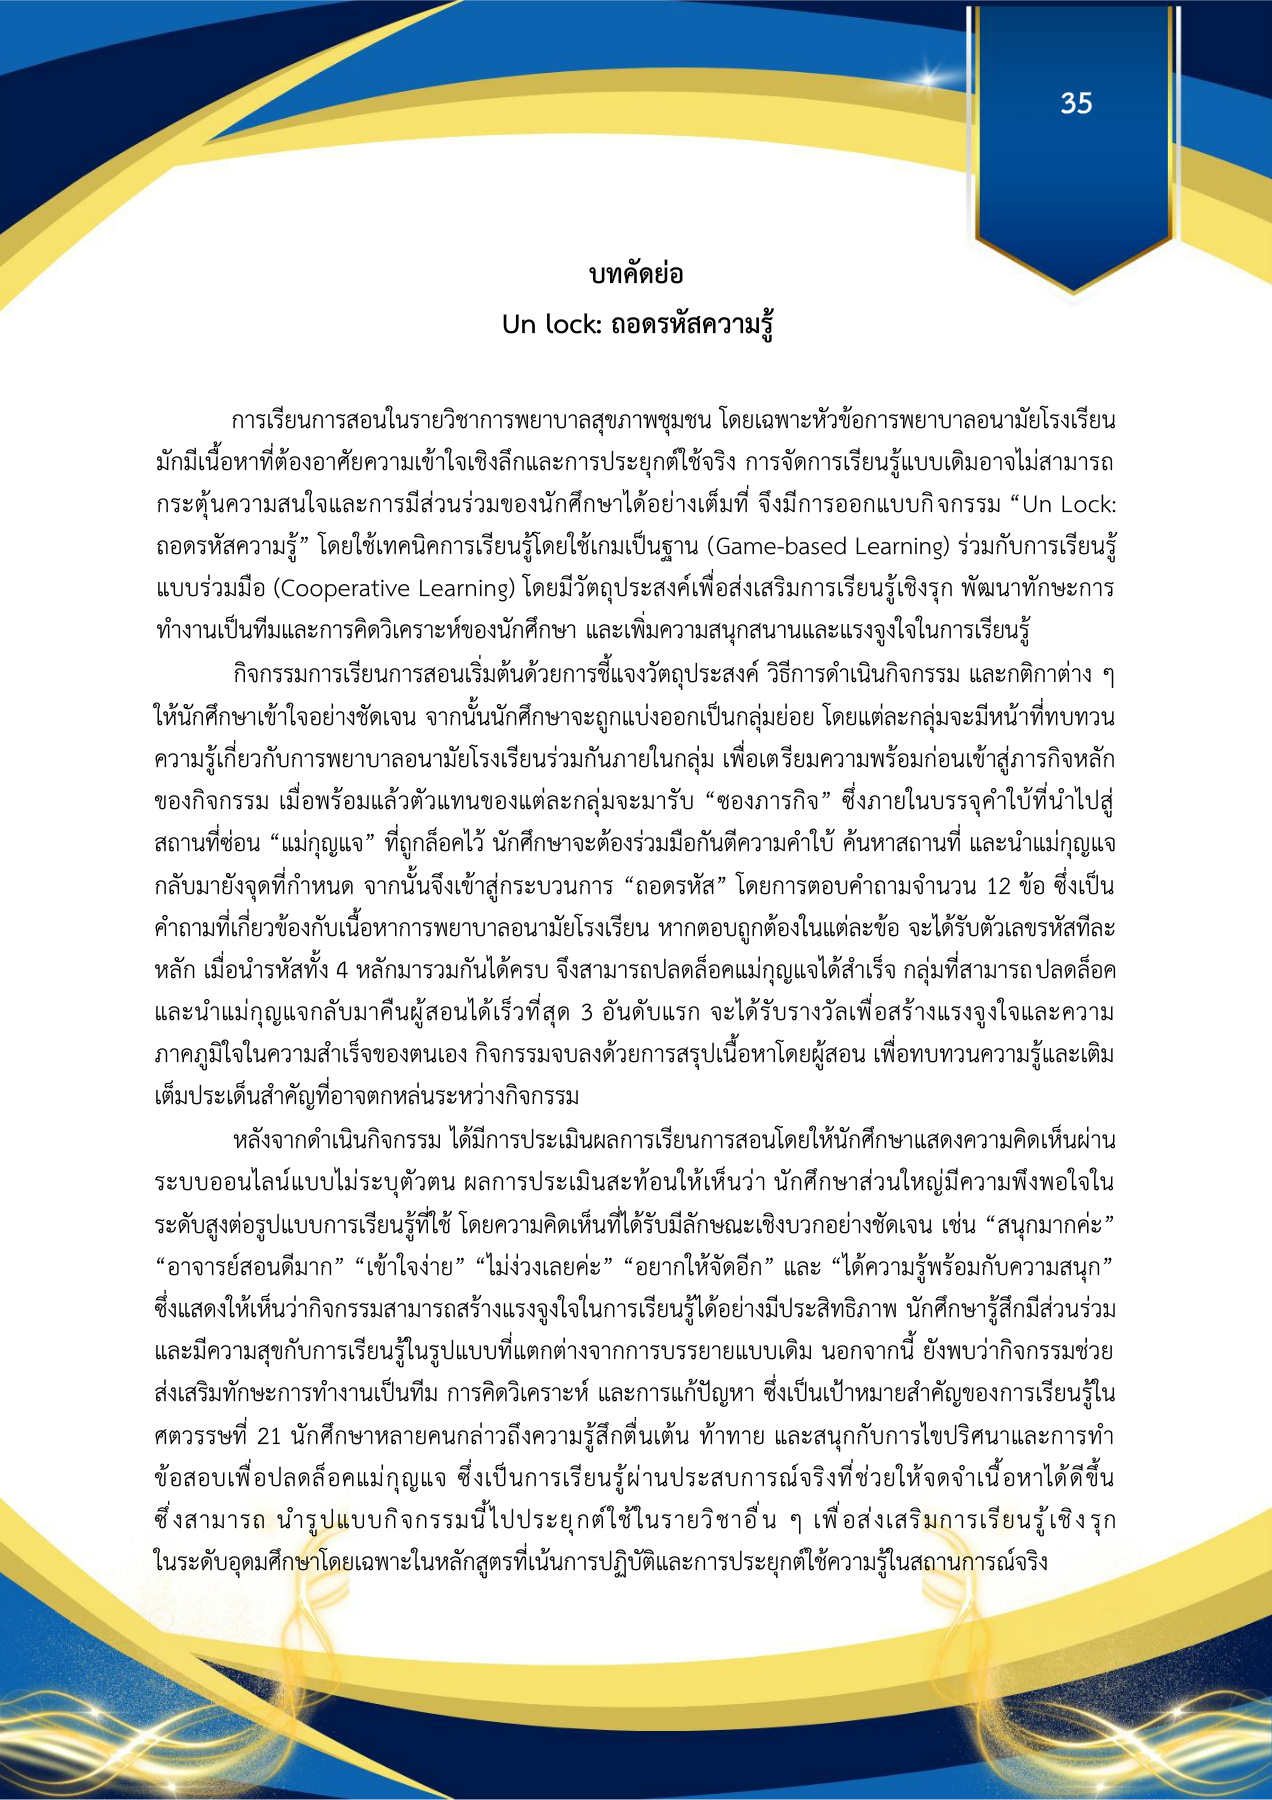 35
บทคัดย่อ
Un lock: ถอดรหัสความรู้
การเรียนการสอนในรายวิชาการพยาบาลสุขภาพชุมชน โดยเฉพาะหัวข้อการพยาบาลอนามัยโรงเรียน
มักมีเนื้อหาที่ต้องอาศัยความเข้าใจเชิงลึกและการประยุกต์ใช้จริง การจัดการเรียนรู้แบบเดิมอาจไม่สามารถ
กระตุ้นความสนใจและการมีส่วนร่วมของนักศึกษาได้อย่างเต็มที่ จึงมีการออกแบบกิจกรรม “Un Lock:
ถอดรหัสความรู้” โดยใช้เทคนิคการเรียนรู้โดยใช้เกมเป็นฐาน (Game-based Learning) ร่วมกับการเรียนรู้
แบบร่วมมือ (Cooperative Learning) โดยมีวัตถุประสงค์เพื่อส่งเสริมการเรียนรู้เชิงรุก พัฒนาทักษะการ
ทำงานเป็นทีมและการคิดวิเคราะห์ของนักศึกษา และเพิ่มความสนุกสนานและแรงจูงใจในการเรียนรู้
กิจกรรมการเรียนการสอนเริ่มต้นด้วยการชี้แจงวัตถุประสงค์ วิธีการดำเนินกิจกรรม และกติกาต่าง ๆ
ให้นักศึกษาเข้าใจอย่างชัดเจน จากนั้นนักศึกษาจะถูกแบ่งออกเป็นกลุ่มย่อย โดยแต่ละกลุ่มจะมีหน้าที่ทบทวน
ความรู้เกี่ยวกับการพยาบาลอนามัยโรงเรียนร่วมกันภายในกลุ่ม เพื่อเตรียมความพร้อมก่อนเข้าสู่ภารกิจหลัก
ของกิจกรรม เมื่อพร้อมแล้วตัวแทนของแต่ละกลุ่มจะมารับ “ซองภารกิจ” ซึ่งภายในบรรจุคำใบ้ที่นำไปสู่
สถานที่ซ่อน “แม่กุญแจ” ที่ถูกล็อคไว้ นักศึกษาจะต้องร่วมมือกันตีความคำใบ้ ค้นหาสถานที่ และนำแม่กุญแจ
กลับมายังจุดที่กำหนด จากนั้นจึงเข้าสู่กระบวนการ “ถอดรหัส” โดยการตอบคำถามจำนวน 12 ข้อ ซึ่งเป็น
คำถามที่เกี่ยวข้องกับเนื้อหาการพยาบาลอนามัยโรงเรียน หากตอบถูกต้องในแต่ละข้อ จะได้รับตัวเลขรหัสทีละ
หลัก เมื่อนำรหัสทั้ง 4 หลักมารวมกันได้ครบ จึงสามารถปลดล็อคแม่กุญแจได้สำเร็จ กลุ่มที่สามารถปลดล็อค
และนำแม่กุญแจกลับมาคืนผู้สอนได้เร็วที่สุด 3 อันดับแรก จะได้รับรางวัลเพื่อสร้างแรงจูงใจและความ
ภาคภูมิใจในความสำเร็จของตนเอง กิจกรรมจบลงด้วยการสรุปเนื้อหาโดยผู้สอน เพื่อทบทวนความรู้และเติม
เต็มประเด็นสำคัญที่อาจตกหล่นระหว่างกิจกรรม
หลังจากดำเนินกิจกรรม ได้มีการประเมินผลการเรียนการสอนโดยให้นักศึกษาแสดงความคิดเห็นผ่าน
ระบบออนไลน์แบบไม่ระบุตัวตน ผลการประเมินสะท้อนให้เห็นว่า นักศึกษาส่วนใหญ่มีความพึงพอใจใน
ระดับสูงต่อรูปแบบการเรียนรู้ที่ใช้ โดยความคิดเห็นที่ได้รับมีลักษณะเชิงบวกอย่างชัดเจน เช่น “สนุกมากค่ะ”
“อาจารย์สอนดีมาก” “เข้าใจง่าย” “ไม่ง่วงเลยค่ะ” “อยากให้จัดอีก” และ “ได้ความรู้พร้อมกับความสนุก”
ซึ่งแสดงให้เห็นว่ากิจกรรมสามารถสร้างแรงจูงใจในการเรียนรู้ได้อย่างมีประสิทธิภาพ นักศึกษารู้สึกมีส่วนร่วม
และมีความสุขกับการเรียนรู้ในรูปแบบที่แตกต่างจากการบรรยายแบบเดิม นอกจากนี้ ยังพบว่ากิจกรรมช่วย
ส่งเสริมทักษะการทำงานเป็นทีม การคิดวิเคราะห์ และการแก้ปัญหา ซึ่งเป็นเป้าหมายสำคัญของการเรียนรู้ใน
ศตวรรษที่ 21 นักศึกษาหลายคนกล่าวถึงความรู้สึกตื่นเต้น ท้าทาย และสนุกกับการไขปริศนาและการทำ
ข้อสอบเพื่อปลดล็อคแม่กุญแจ ซึ่งเป็นการเรียนรู้ผ่านประสบการณ์จริงที่ช่วยให้จดจำเนื้อหาได้ดีขึ้น
ซึ่งสามารถ นำรูปแบบกิจกรรมนี้ไปประยุกต์ใช้ในรายวิชาอื่น ๆ เพื่อส่งเสริมการเรียนรู้เชิงรุก
ในระดับอุดมศึกษาโดยเฉพาะในหลักสูตรที่เน้นการปฏิบัติและการประยุกต์ใช้ความรู้ในสถานการณ์จริง